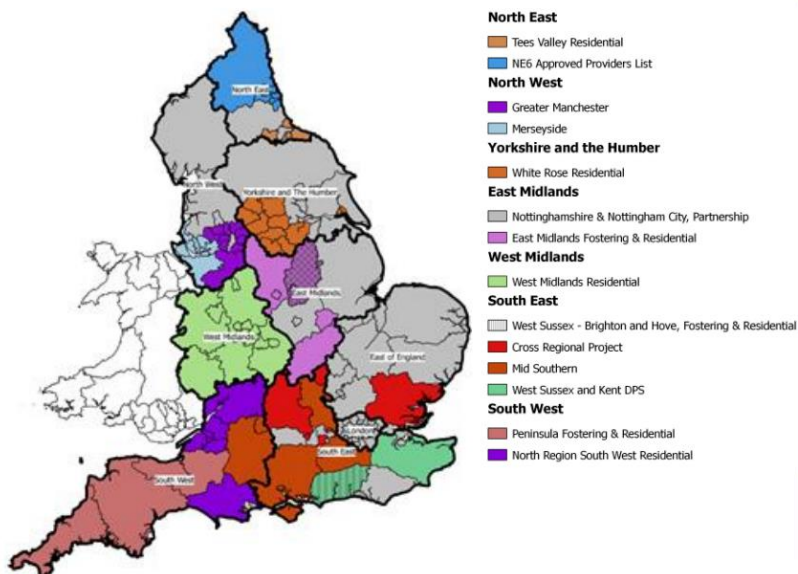 North East
Tees Valley Residential
NE6 Approved Providers List
North West
Greater Manchester
Merseyside
Yorkshire and the Humber
White Rose Residential
East Midlands
Nottinghamshire & Nottingham City, Partnership
East Midlands Fostering & Residential
West Midlands
West Midlands Residential
South East
West Sussex - Brighton and Hove, Fostering & Residential
Cross Regional Project
Mid Southern
West Sussex and Kent DPS
South West
Peninsula Fostering & Residential
North Region South West Residential
North East
North West
Yorkshire and The Humber
East Midlands
West Midlands
East of England
London
South East
South West